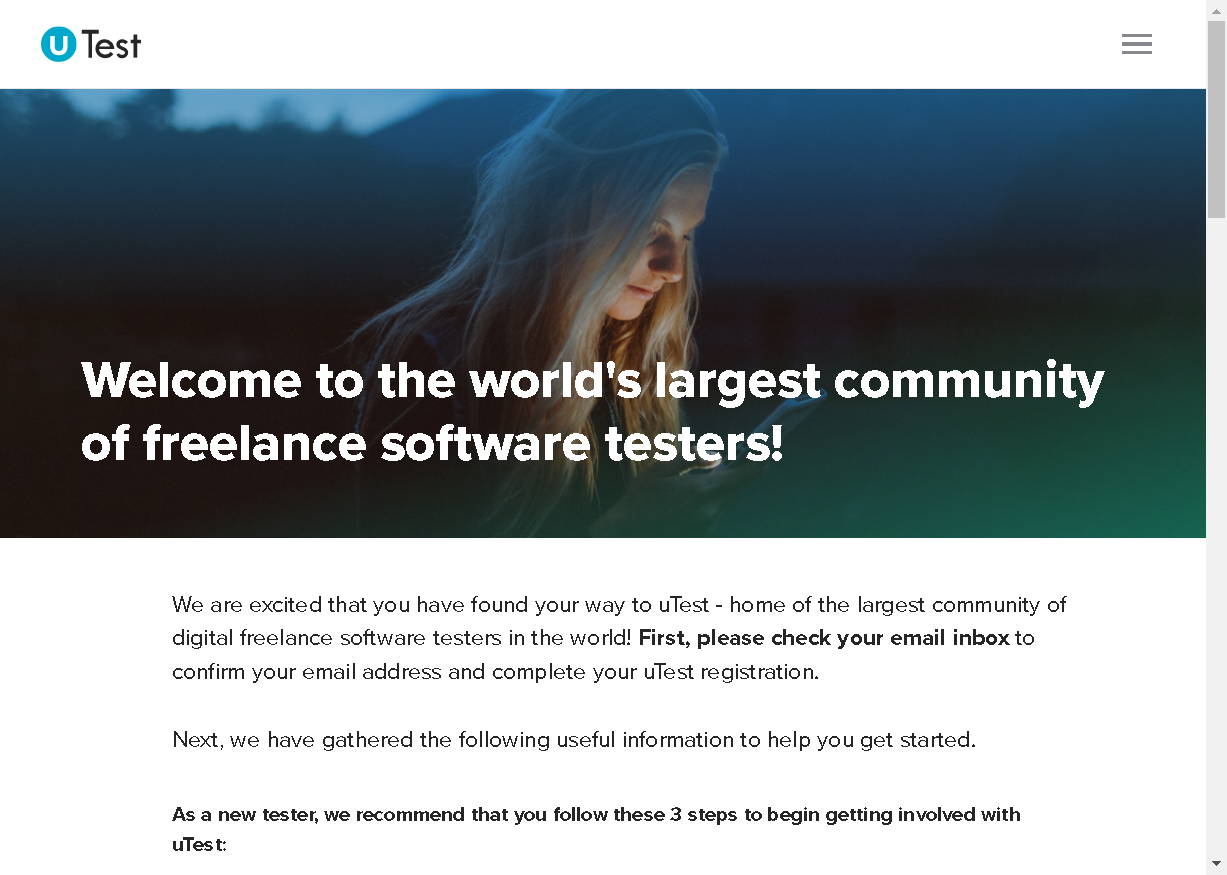 uTest
Welcome to the world's largest community
of freelance software testers!
We are excited that you have found your way to uTest - home of the largest community of
digital freelance software testers in the world! First, please check your email inbox to
confirm your email address and complete your uTest registration.
Next, we have gathered the following useful information to help you get started.
As a new tester, we recommend that you follow these 3 steps to begin getting involved with
uTest: